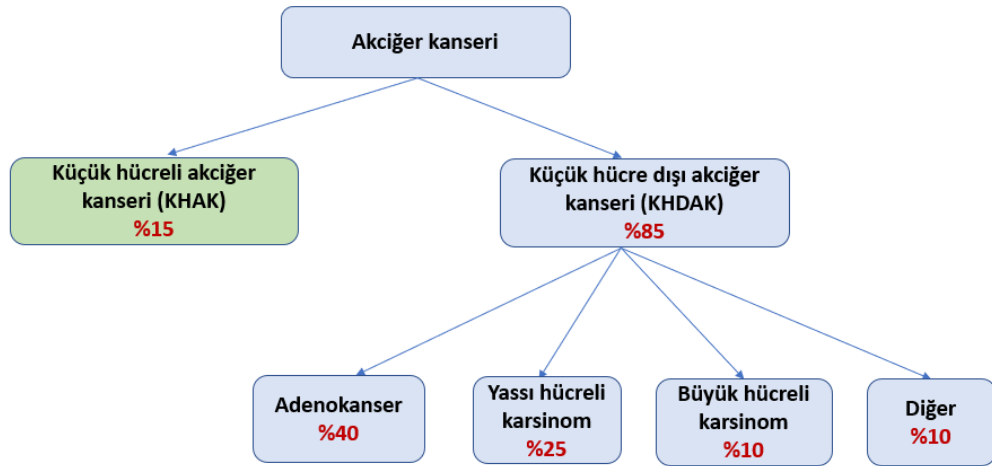 Akciğer kanseri
Küçük hücreli akciğer
kanseri (KHAK)
%15
Küçük hücre dışı akciğer
kanseri (KHDAK)
%85
Adenokanser
%40
Yassı hücreli
karsinom
%25
Büyük hücreli
karsinom
%10
Diğer
%10